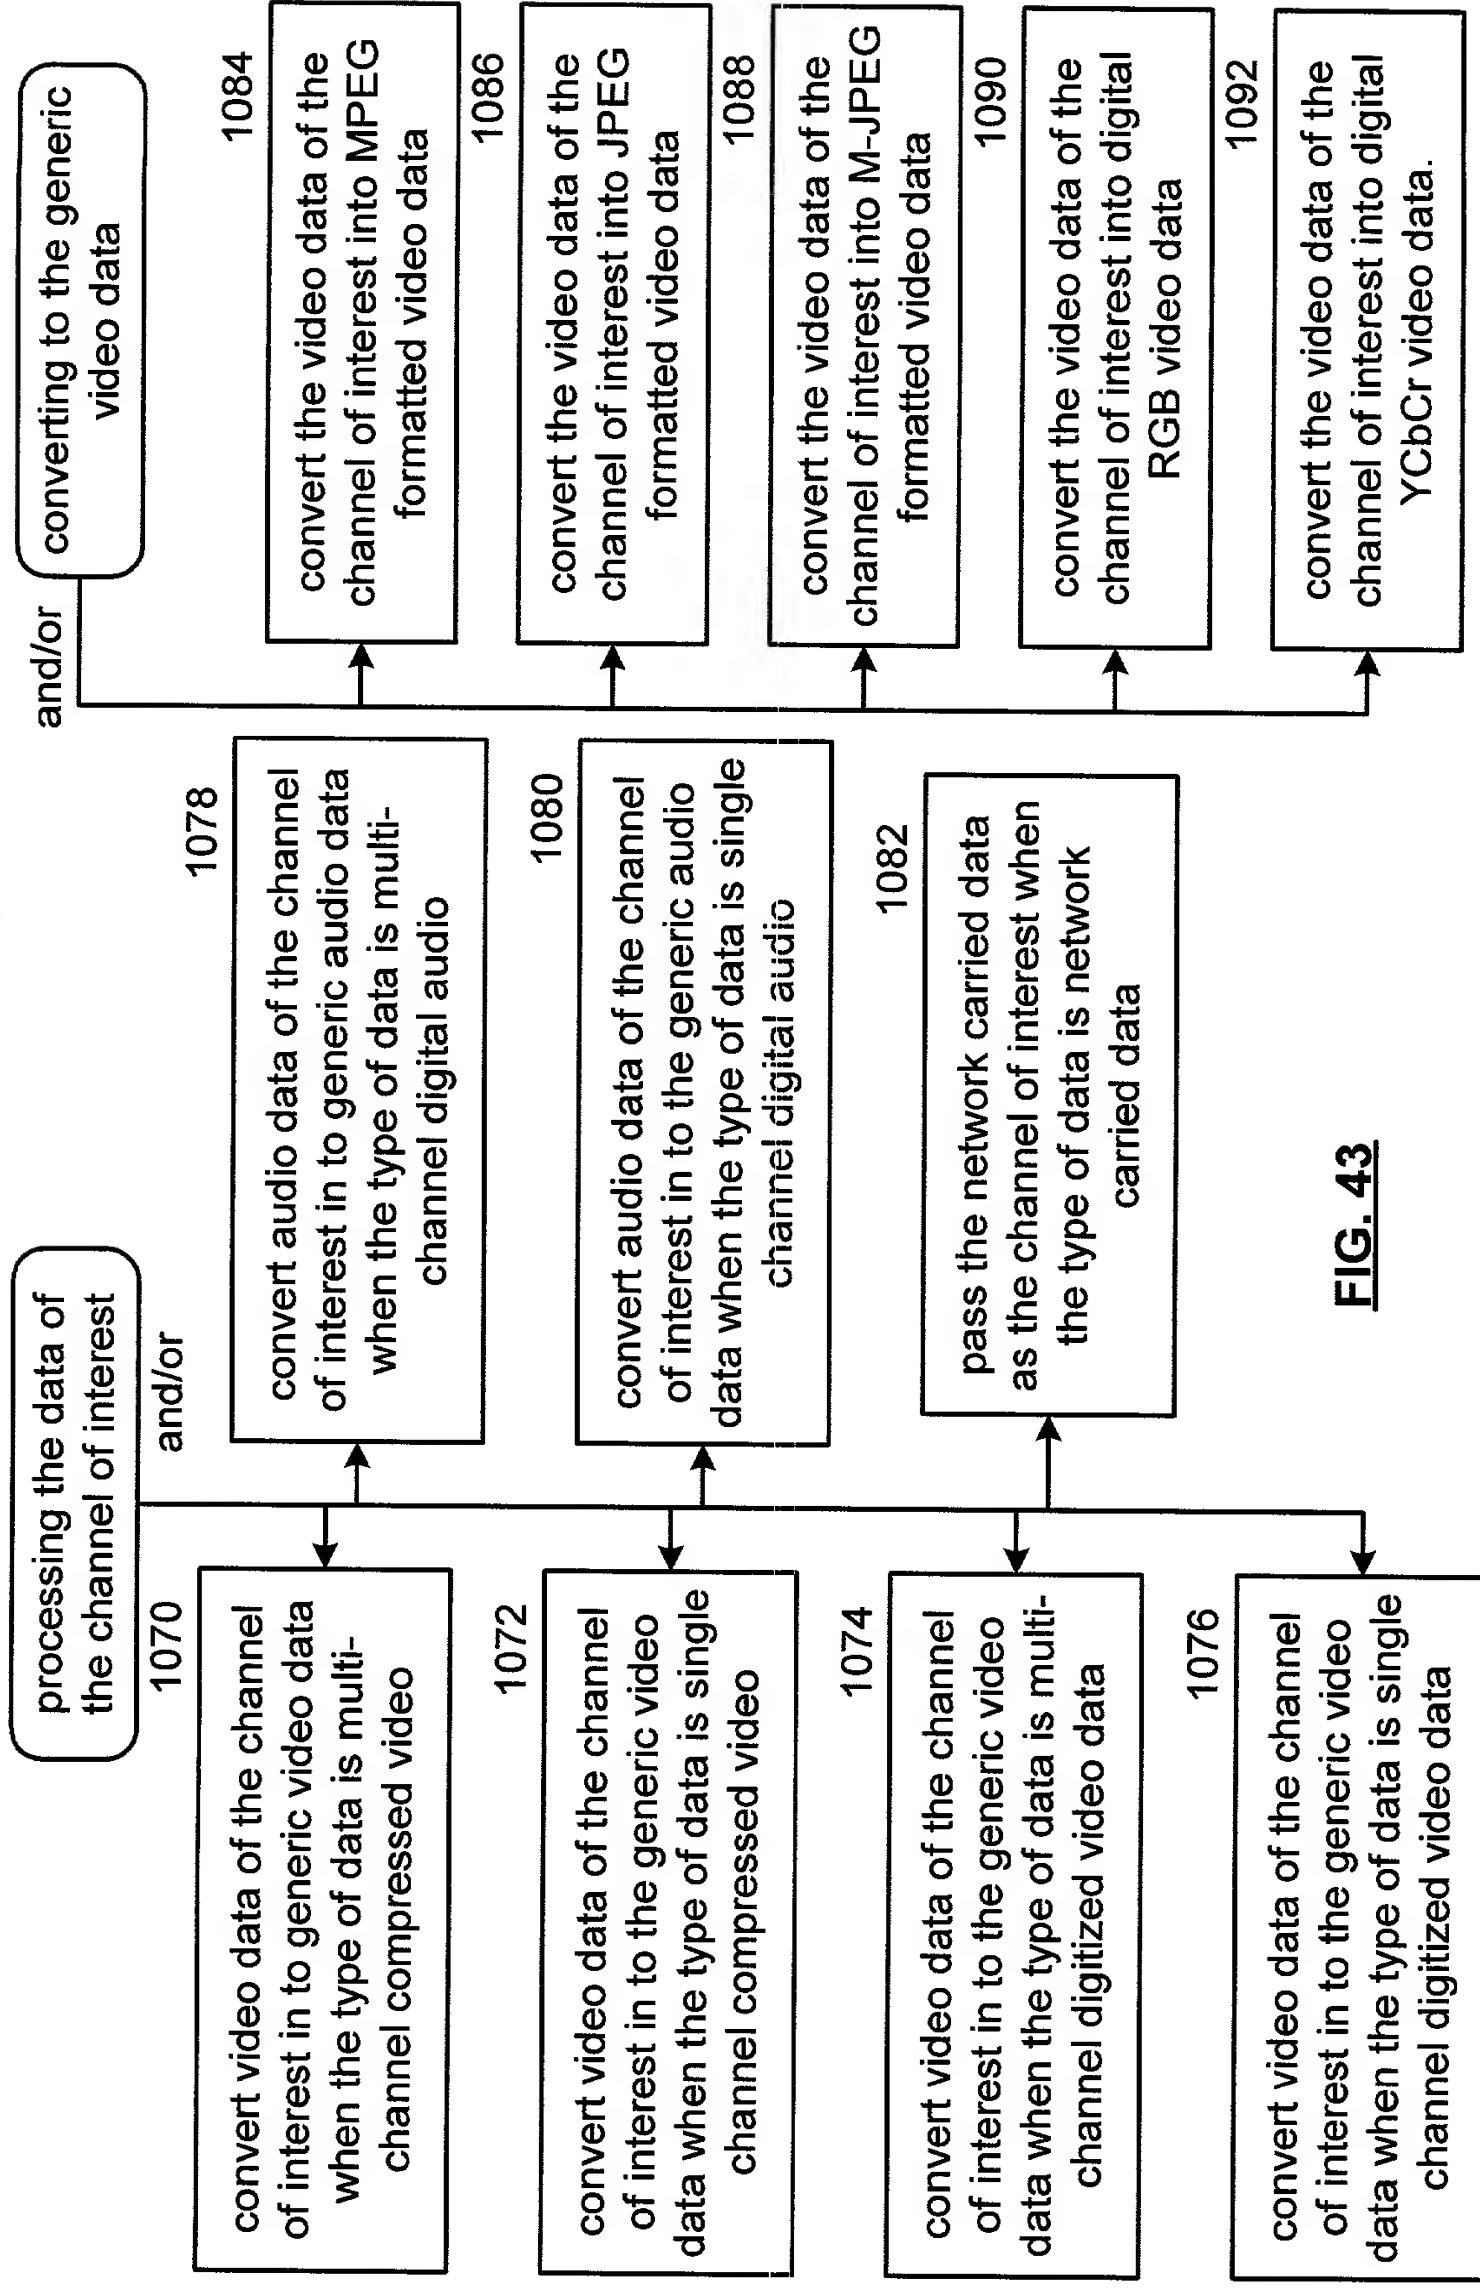 processing the data of
the channel of interest
and/or
1070
convert video data of the channel
of interest in to generic video data
when the type of data is multi-
channel compressed video
1072
convert video data of the channel
of interest in to the generic video
data when the type of data is single
channel compressed video
1074
convert video data of the channel
of interest in to the generic video
data when the type of data is multi-
channel digitized video data
1076
convert video data of the channel
of interest in to the generic video
data when the type of data is single
channel digitized video data
1078
convert audio data of the channel
of interest in to generic audio data
when the type of data is multi-
channel digital audio
1080
convert audio data of the channel
of interest in to the generic audio
data when the type of data is single
channel digital audio
1082
pass the network carried data
as the channel of interest when
the type of data is network
carried data
converting to the generic
video data
and/or
1084
convert the video data of the
channel of interest into MPEG
formatted video data
1086
convert the video data of the
channel of interest into JPEG
formatted video data
1088
convert the video data of the
channel of interest into M-JPEG
formatted video data
1090
convert the video data of the
channel of interest into digital
RGB video data
1092
convert the video data of the
channel of interest into digital
YCbCr video data.
FIG. 43